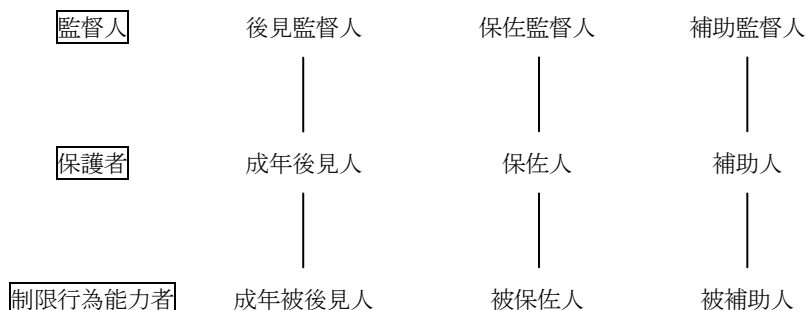 監督人 後見監督人 保佐監督人 補助監督人
保護者 成年後見人 保佐人 補助人
制限行為能力者 成年被後見人 被保佐人 被補助人